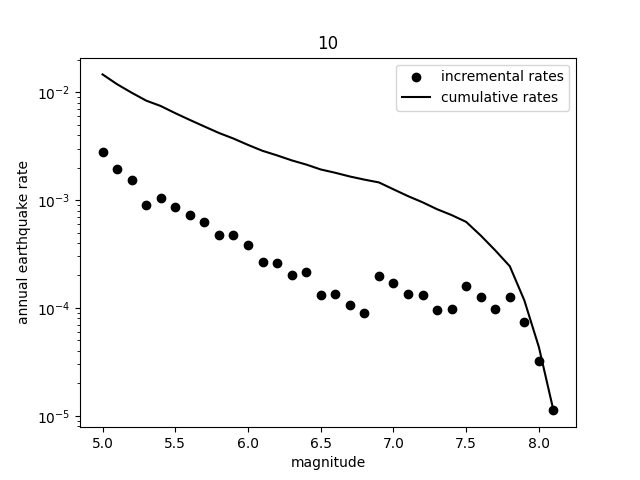 10
incremental rates
cumulative rates
annual earthquake rate
10⁻²
10⁻³
10⁻⁴
10⁻⁵
5.0 5.5 6.0 6.5 7.0 7.5 8.0
magnitude